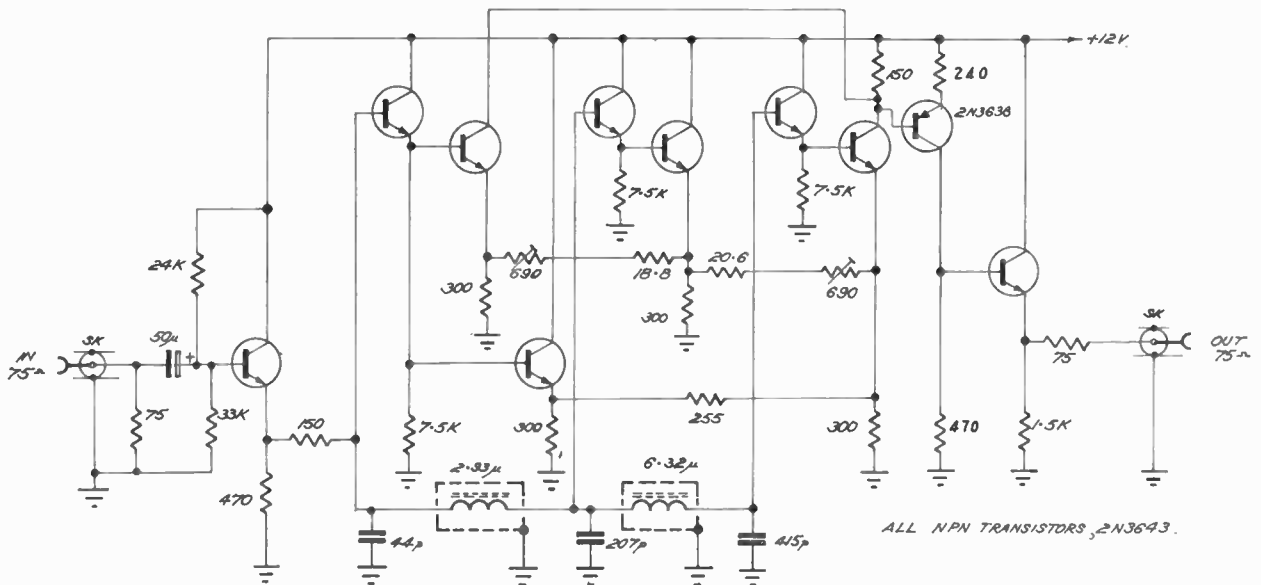 +12V.
150
240
2N3638
7.5K
7.5K
24K
690
18.8
20.6
690
300
300
SK
50μ
+
IN
75Ω
SK
OUT
75Ω
75
75
33K
150
7.5K
300
255
300
470
1.5K
470
2.93μ
6.32μ
44p
207p
415p
ALL NPN TRANSISTORS, 2N3643.